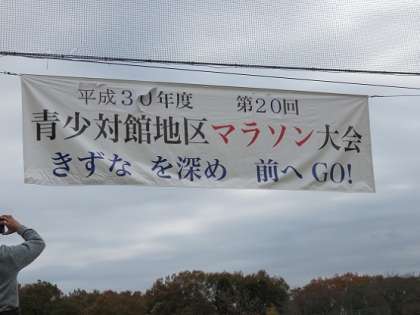 平成30年度　第20回
青少対館地区マラソン大会
きずな を深め 前へ GO!